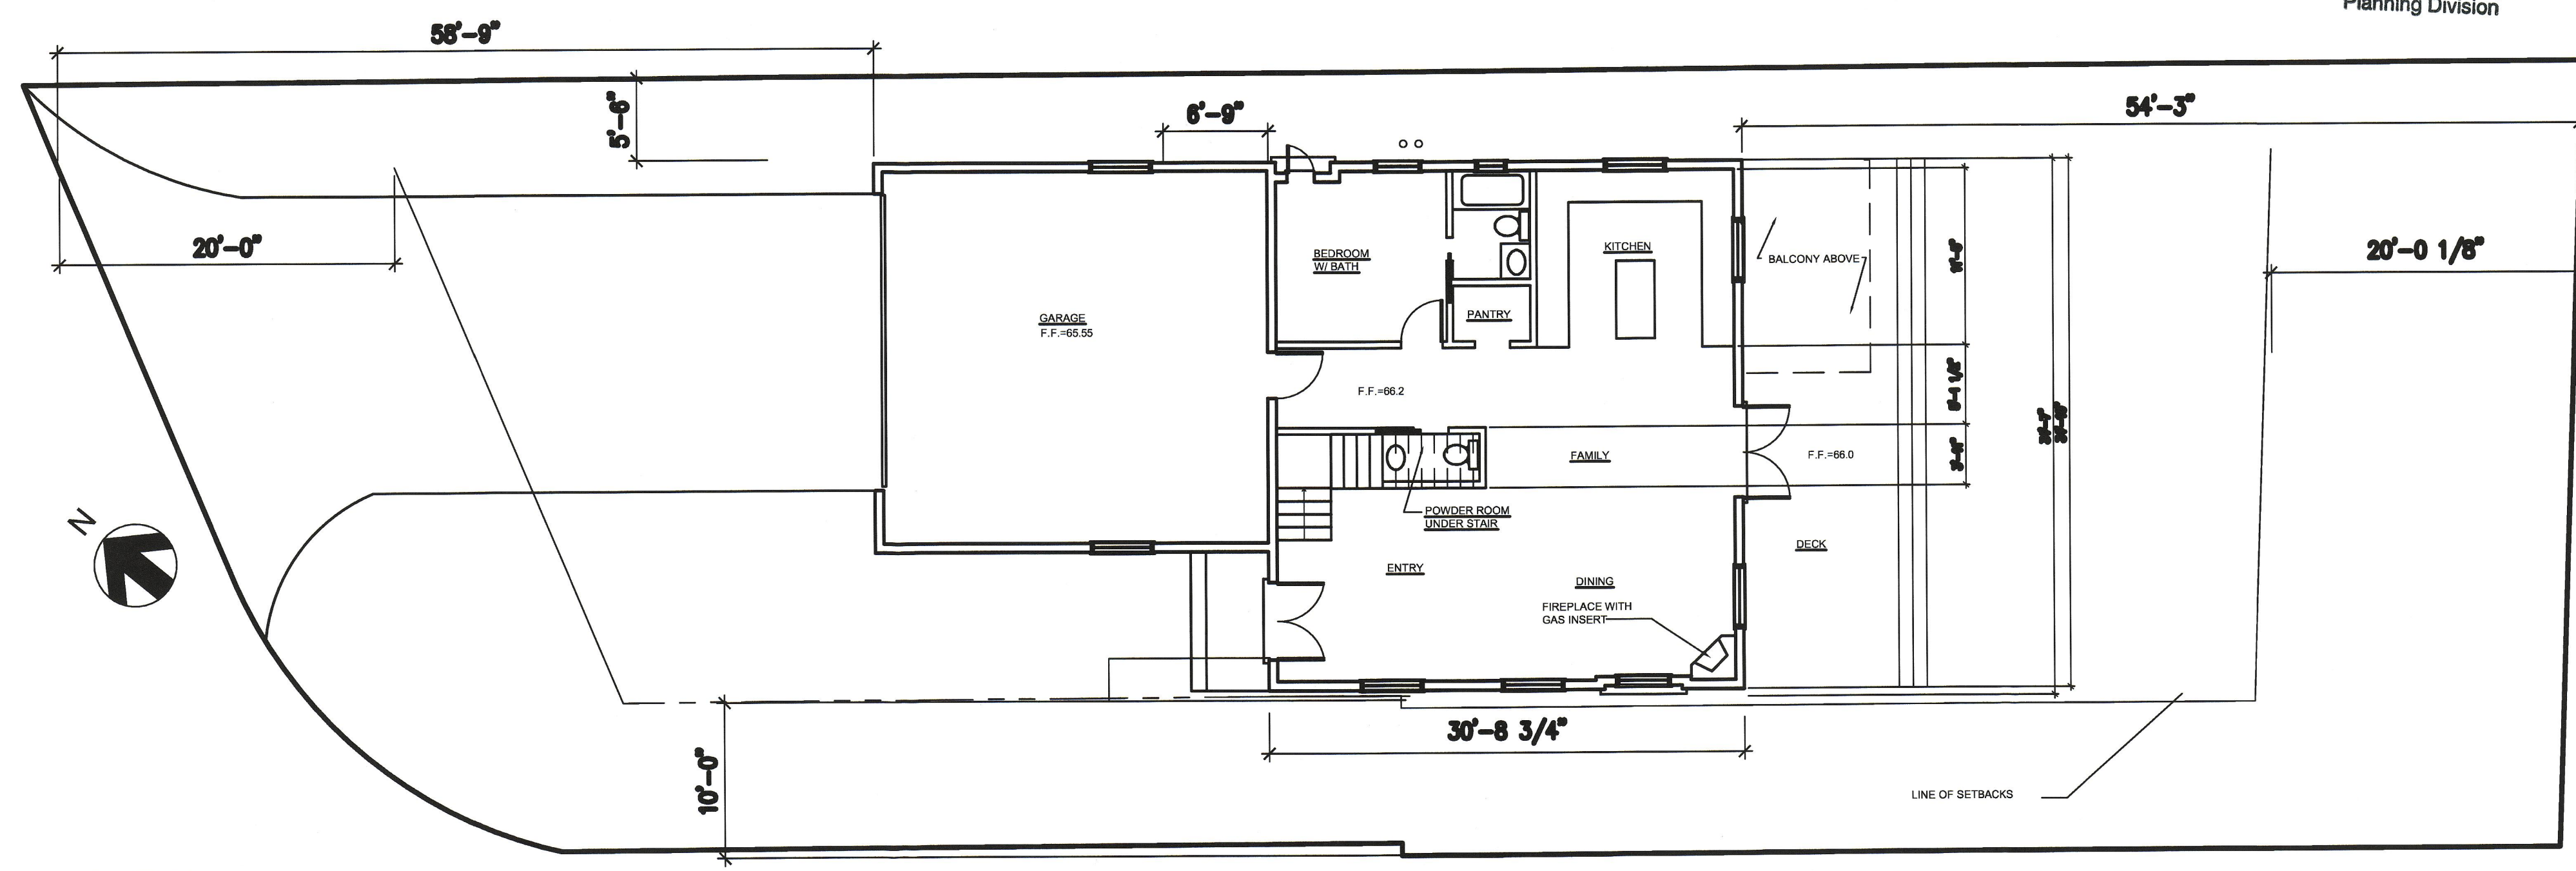 Planning Division
58'-9"
5'-6"
6'-9"
54'-3"
20'-0"
20'-0 1/8"
BEDROOM
W/ BATH
KITCHEN
BALCONY ABOVE
PANTRY
GARAGE
F.F.=65.55
F.F.=66.2
FAMILY
F.F.=66.0
N
POWDER ROOM
UNDER STAIR
DECK
ENTRY
DINING
FIREPLACE WITH
GAS INSERT
30'-8 3/4"
10'-0"
LINE OF SETBACKS